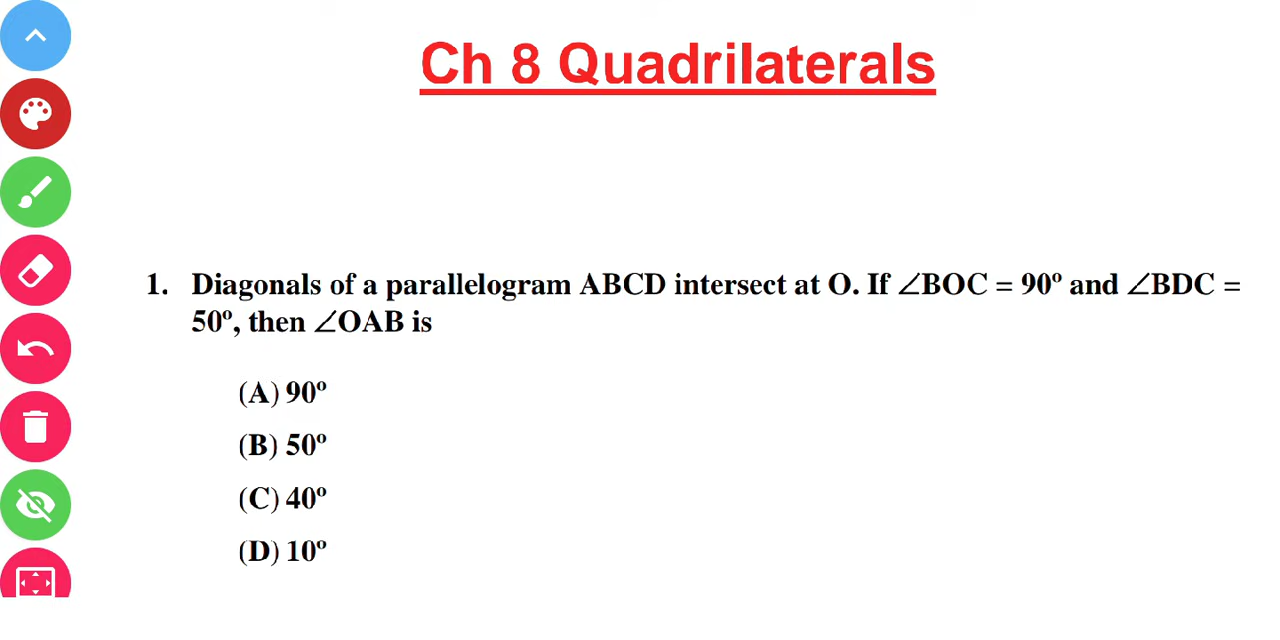 Ch 8 Quadrilaterals
1. Diagonals of a parallelogram ABCD intersect at O. If ∠BOC = 90º and ∠BDC =
50º, then ∠OAB is
(A) 90º
(B) 50º
(C) 40º
(D) 10º